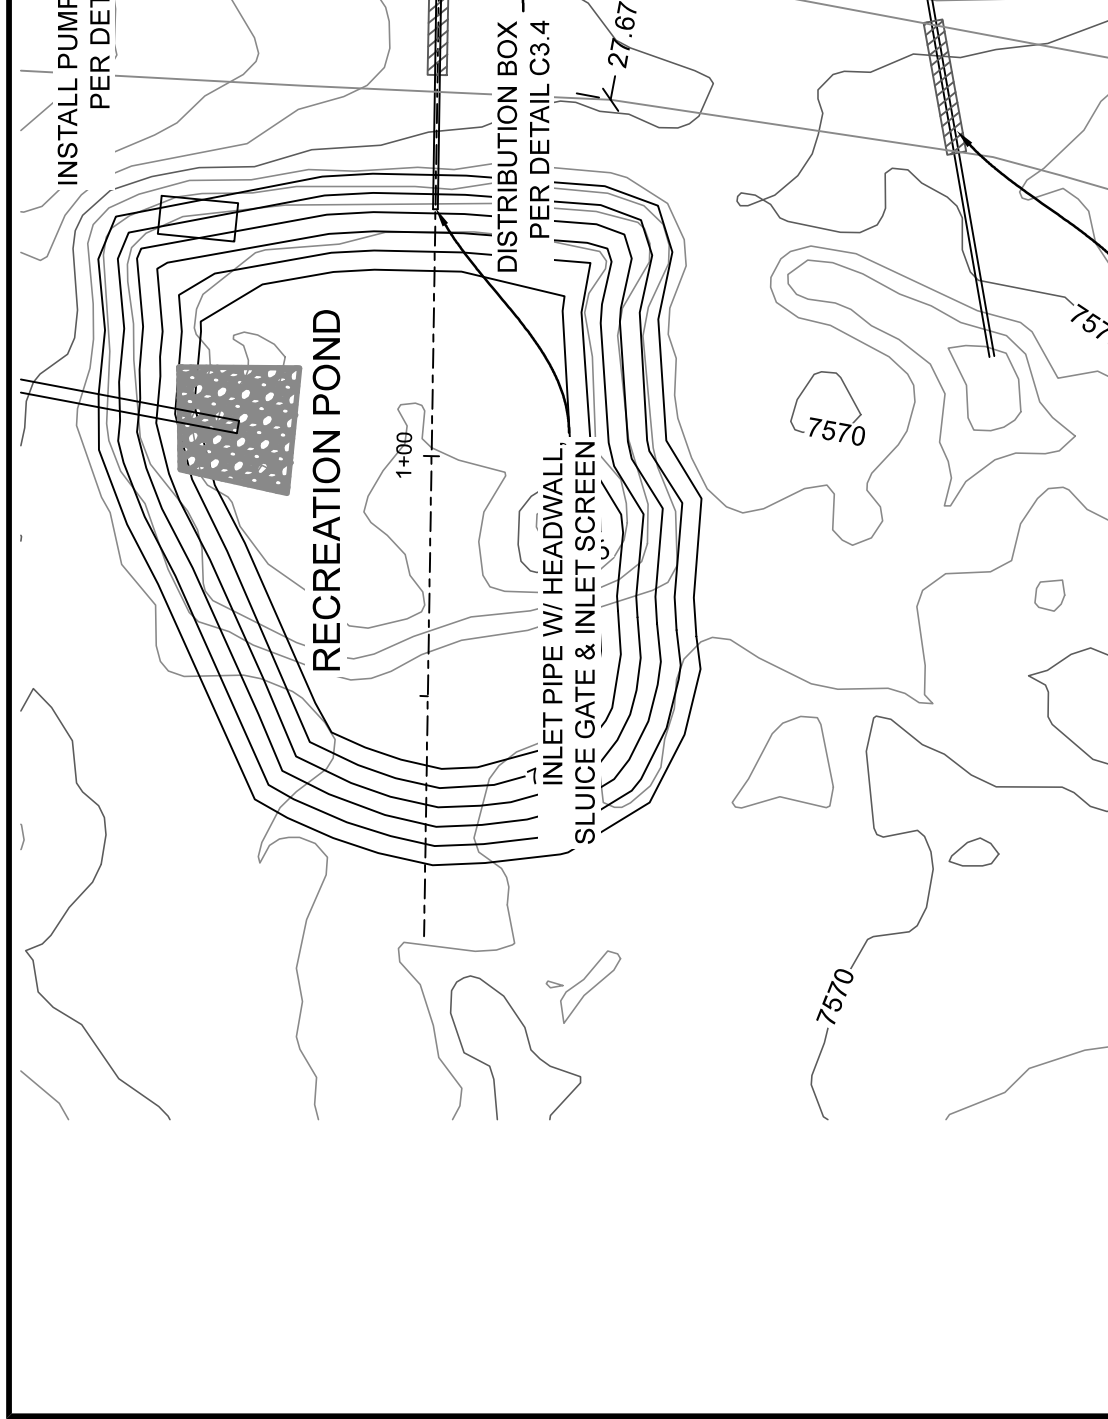 INSTALL PUMP
PER DET
DISTRIBUTION BOX
PER DETAIL C3.4
27.67
RECREATION POND
1+00
INLET PIPE W/ HEADWALL,
SLUICE GATE & INLET SCREEN
7570
757
7570